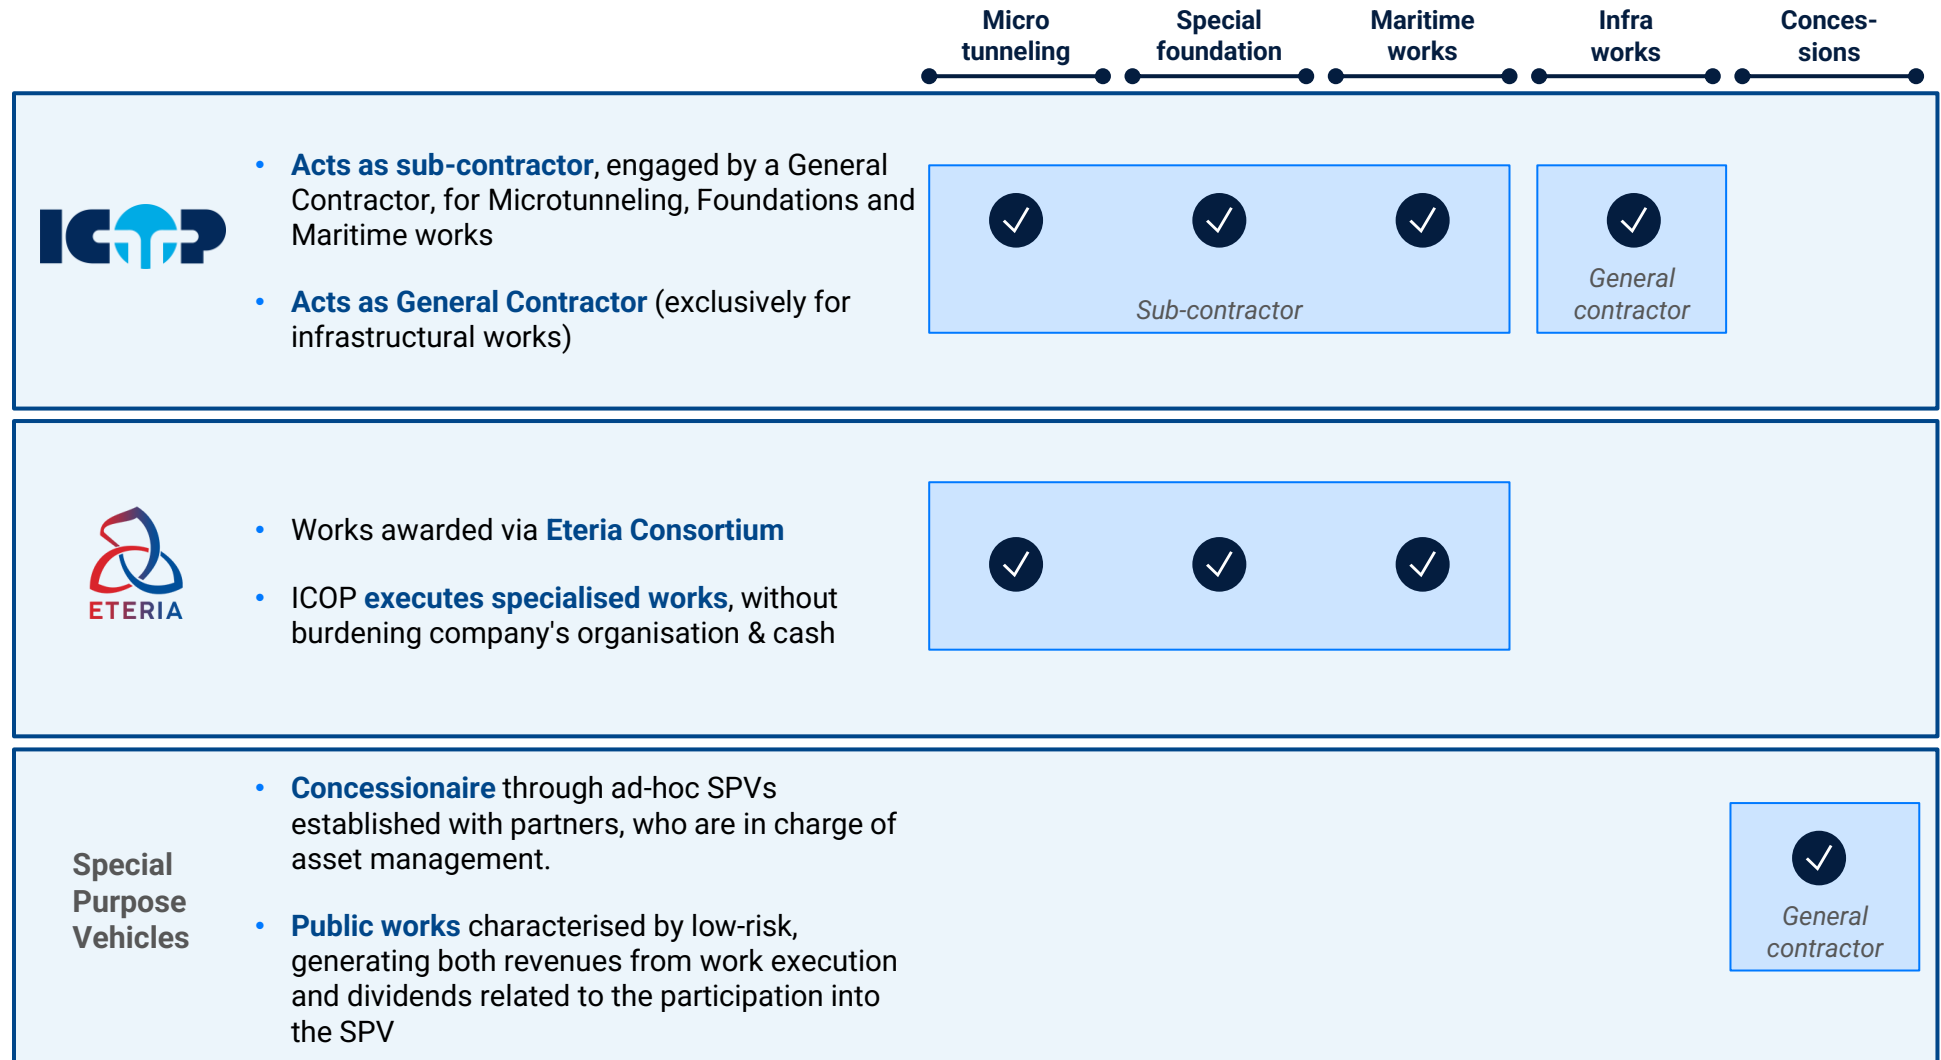 Micro
tunneling
Special
foundation
Maritime
works
Infra
works
Conces-
sions
ICOP
• Acts as sub-contractor, engaged by a General
Contractor, for Microtunneling, Foundations and
Maritime works
• Acts as General Contractor (exclusively for
infrastructural works)
Sub-contractor
General
contractor
ETERIA
• Works awarded via Eteria Consortium
• ICOP executes specialised works, without
burdening company's organisation & cash
Special
Purpose
Vehicles
• Concessionaire through ad-hoc SPVs
established with partners, who are in charge of
asset management.
• Public works characterised by low-risk,
generating both revenues from work execution
and dividends related to the participation into
the SPV
General
contractor